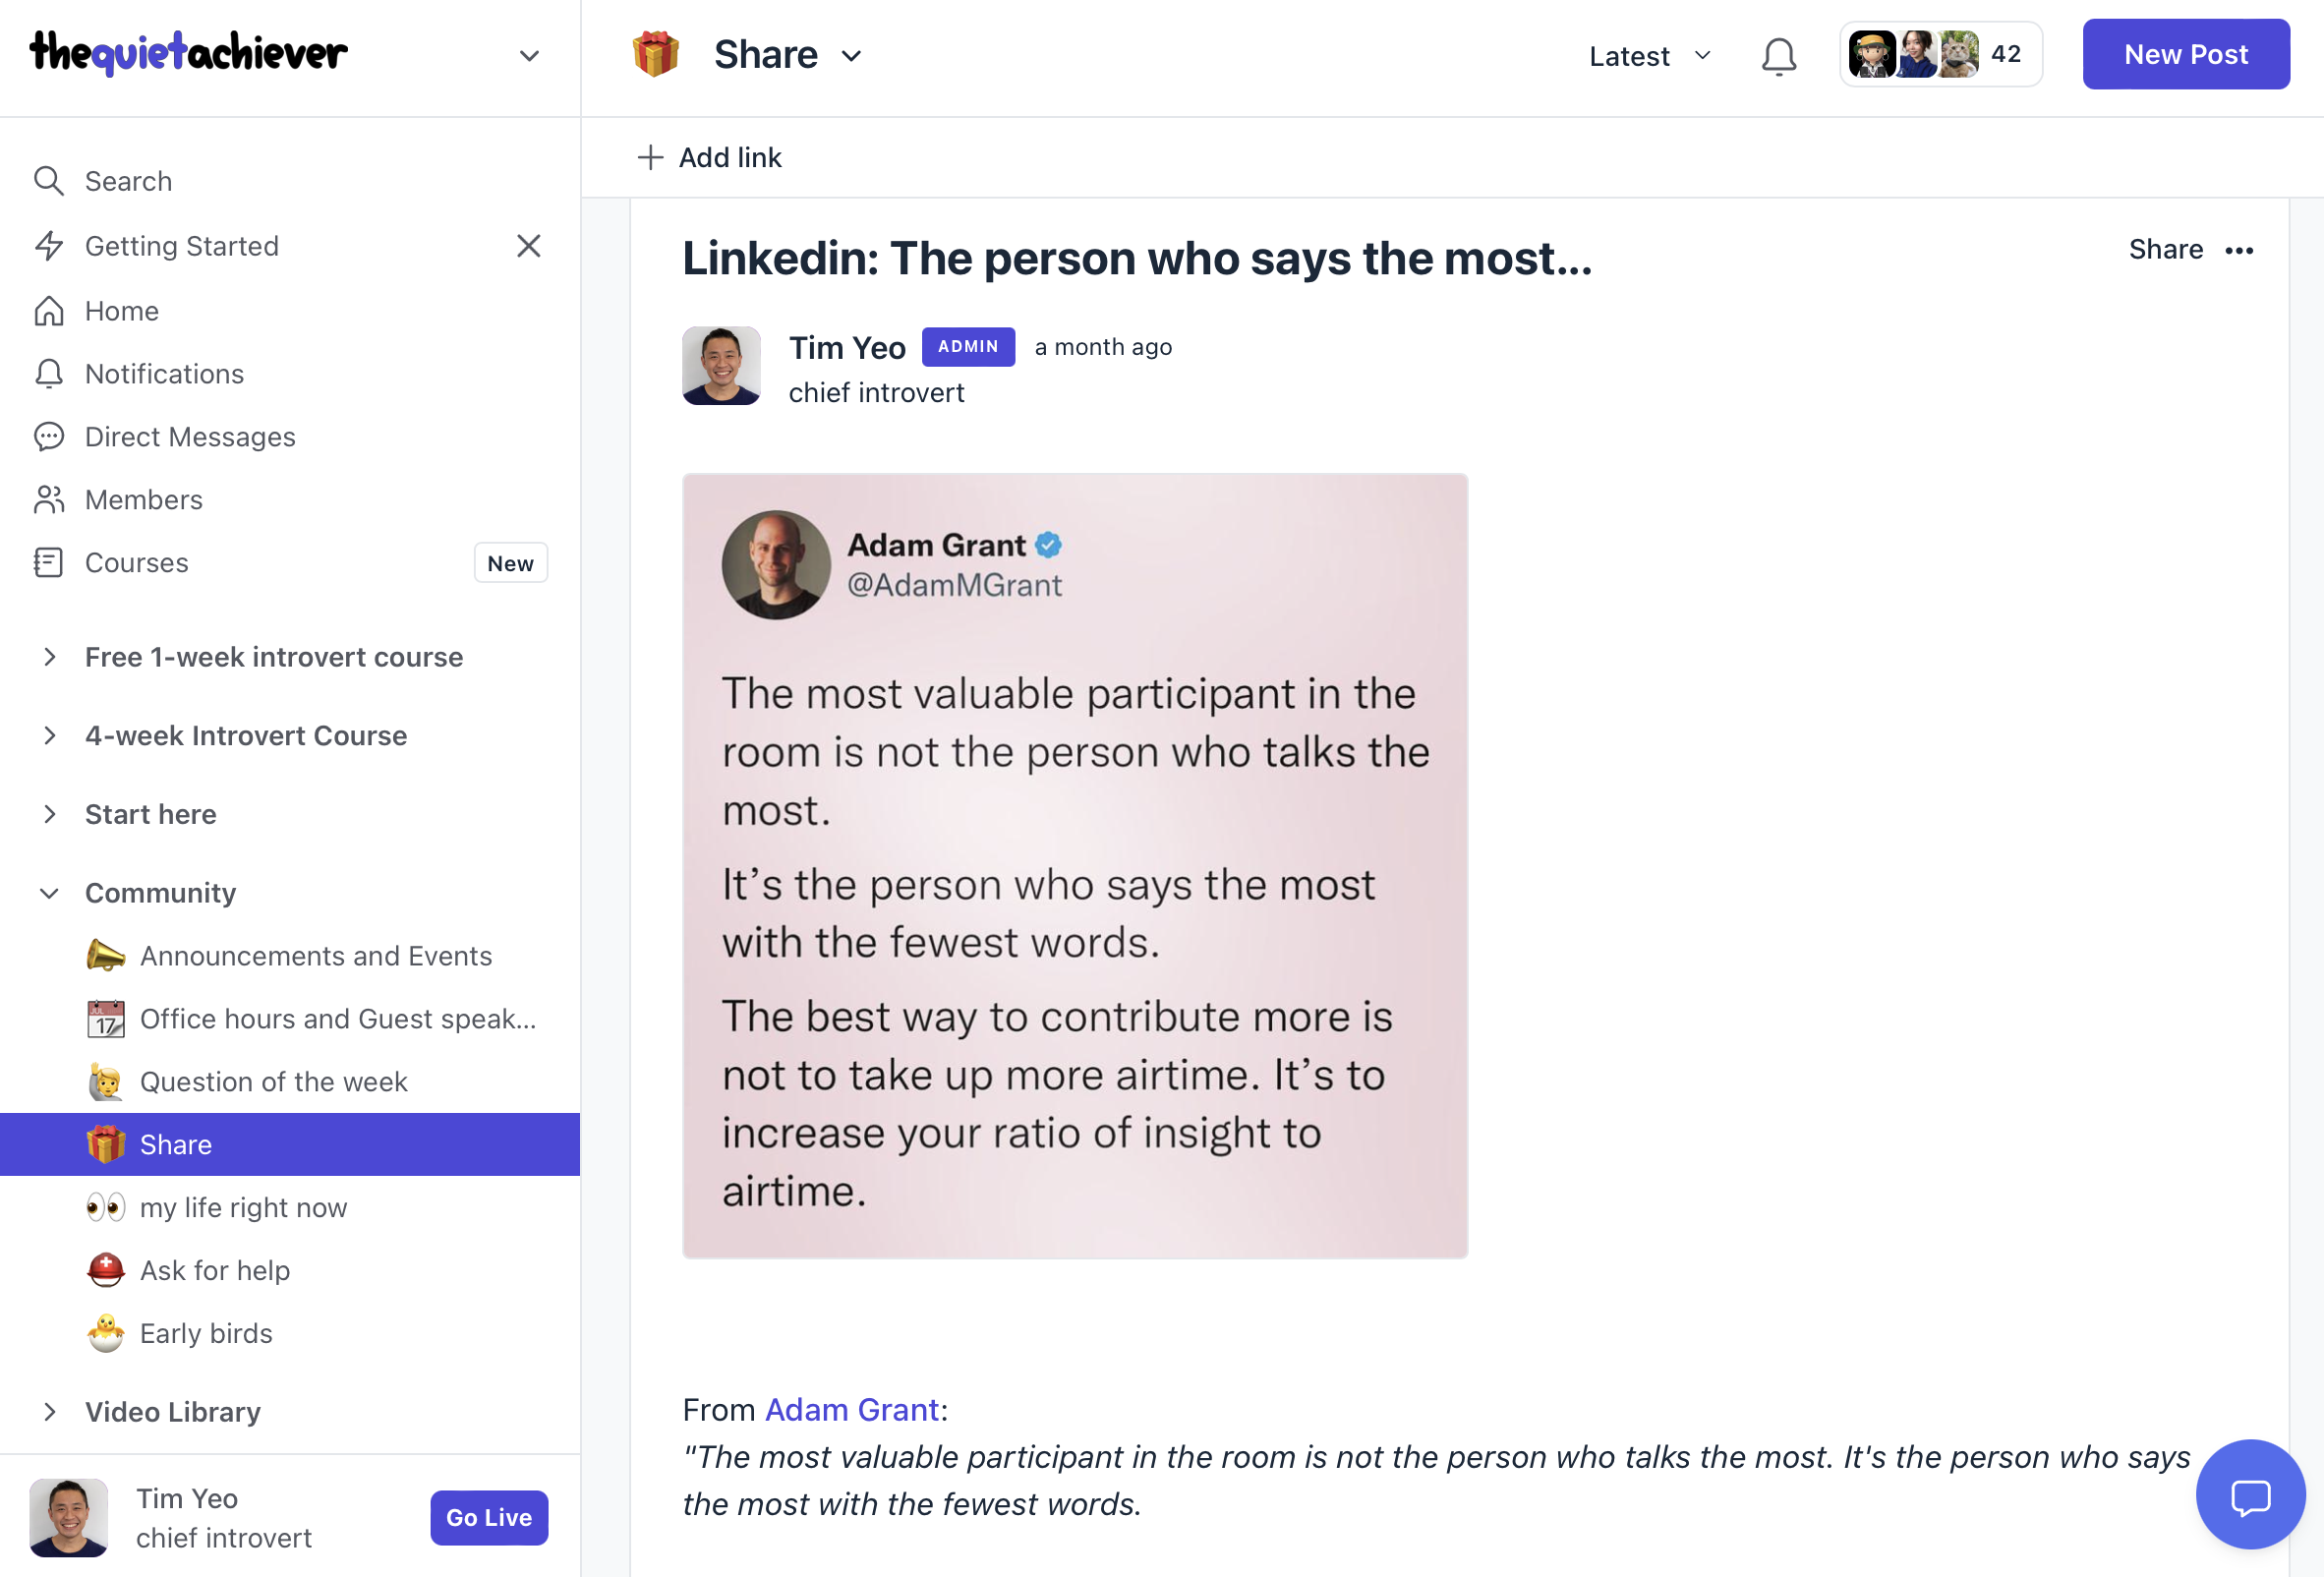 thequietachiever
Search
Getting Started
Home
Notifications
Direct Messages
Members
Courses New
Free 1-week introvert course
4-week Introvert Course
Start here
Community
Announcements and Events
JUL
17
Office hours and Guest speak...
Question of the week
Share
my life right now
Ask for help
Early birds
Video Library
Tim Yeo
chief introvert
Go Live
Share
Latest
42
New Post
Add link
Linkedin: The person who says the most...
Share
Tim Yeo ADMIN a month ago
chief introvert
Adam Grant
@AdamMGrant
The most valuable participant in the
room is not the person who talks the
most.
It’s the person who says the most
with the fewest words.
The best way to contribute more is
not to take up more airtime. It’s to
increase your ratio of insight to
airtime.
From Adam Grant:
"The most valuable participant in the room is not the person who talks the most. It's the person who says
the most with the fewest words.